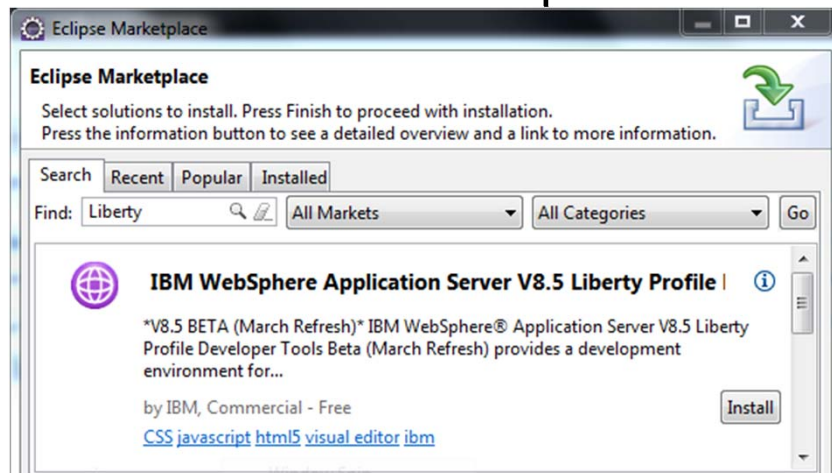 Eclipse Marketplace
Eclipse Marketplace
Select solutions to install. Press Finish to proceed with installation.
Press the information button to see a detailed overview and a link to more information.
Search Recent Popular Installed
Find: Liberty All Markets All Categories Go
IBM WebSphere Application Server V8.5 Liberty Profile
*V8.5 BETA (March Refresh)* IBM WebSphere® Application Server V8.5 Liberty
Profile Developer Tools Beta (March Refresh) provides a development
environment for...
by IBM, Commercial - Free
Install
CSS javascript html5 visual editor ibm